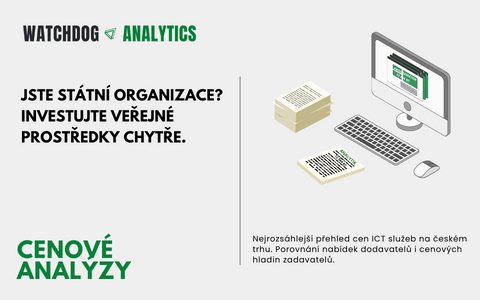 WATCHDOG ANALYTICS
JSTE STÁTNÍ ORGANIZACE?
INVESTUJTE VEŘEJNÉ
PROSTŘEDKY CHYTŘE.
ANALÝZA
CENOVÉ
ANALYZY
Nejrozsáhlejší přehled cen ICT služeb na českém
trhu. Porovnání nabídek dodavatelů i cenových
hladin zadavatelů.